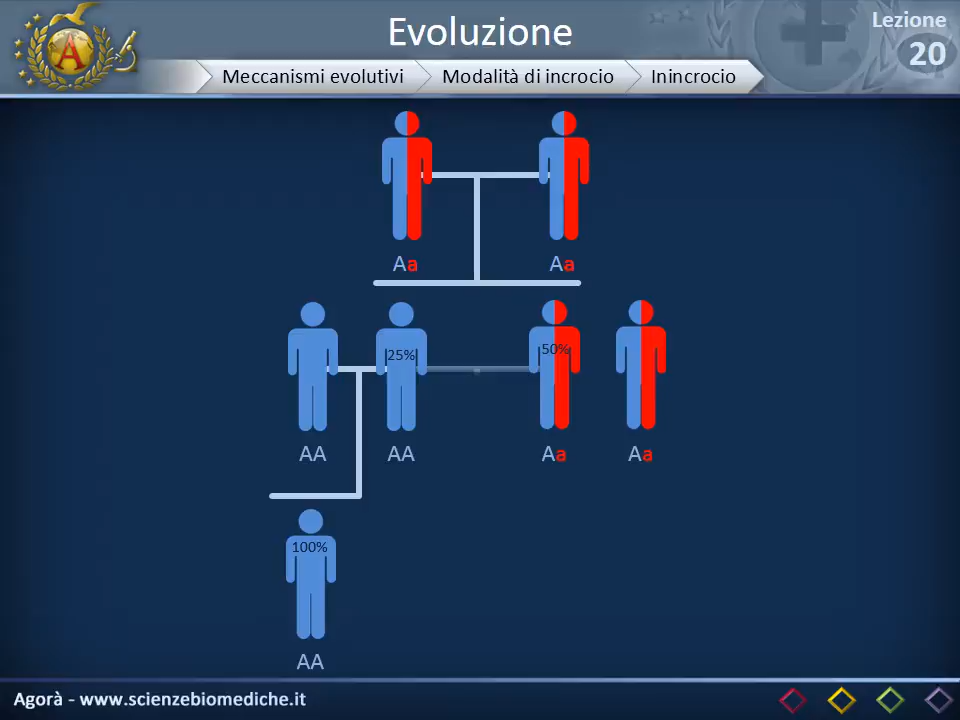 Evoluzione
Lezione
20
Meccanismi evolutivi
Modalità di incrocio
Inincrocio
A
Aa
Aa
25%
50%
AA
AA
Aa
Aa
100%
AA
Agorà - www.scienzebiomediche.it